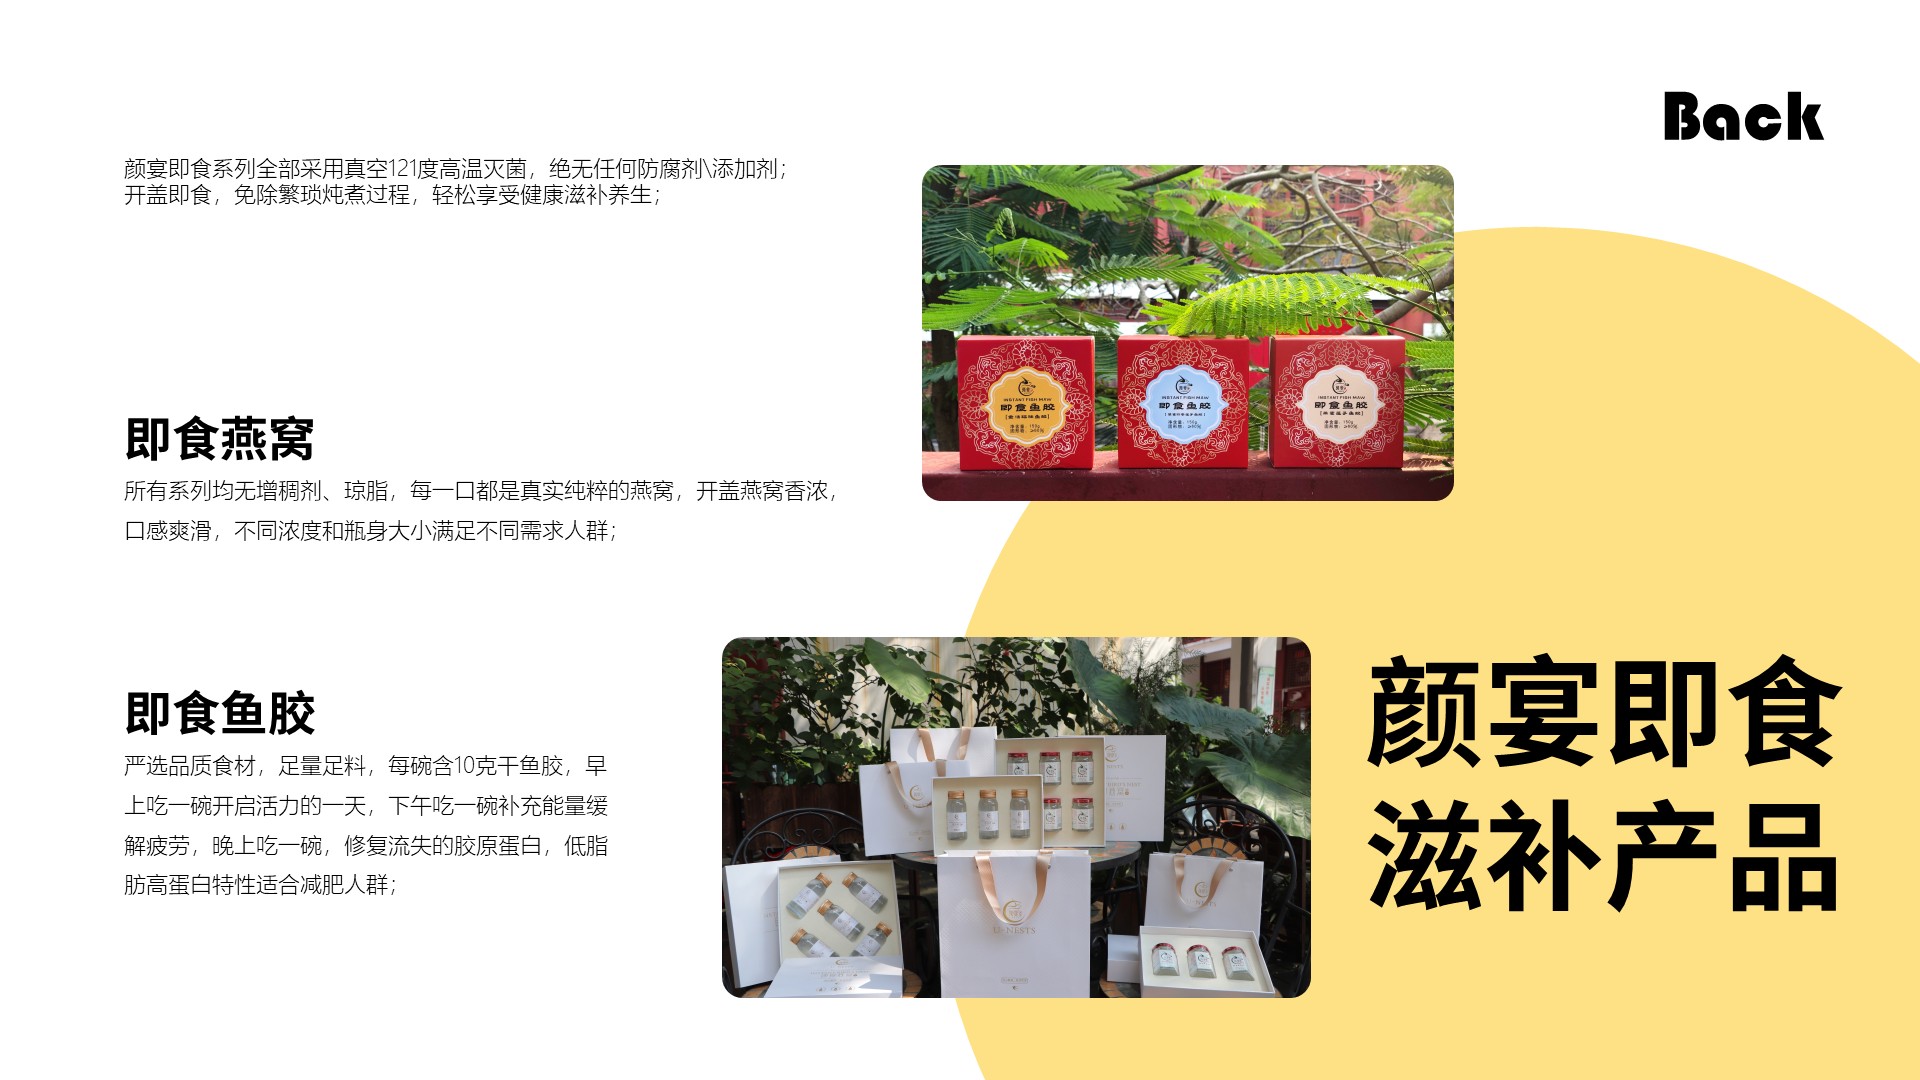 Back
颜宴即食系列全部采用真空121度高温灭菌，绝无任何防腐剂\添加剂；
开盖即食，免除繁琐炖煮过程，轻松享受健康滋补养生；
即食燕窝
所有系列均无增稠剂、琼脂，每一口都是真实纯粹的燕窝，开盖燕窝香浓，
口感爽滑，不同浓度和瓶身大小满足不同需求人群；
即食鱼胶
严选品质食材，足量足料，每碗含10克干鱼胶，早
上吃一碗开启活力的一天，下午吃一碗补充能量缓
解疲劳，晚上吃一碗，修复流失的胶原蛋白，低脂
肪高蛋白特性适合减肥人群；
INSTANT FISH MAW
即食鱼胶
INSTANT FISH MAW
即食鱼胶
INSTANT FISH MAW
即食鱼胶
颜宴即食
滋补产品